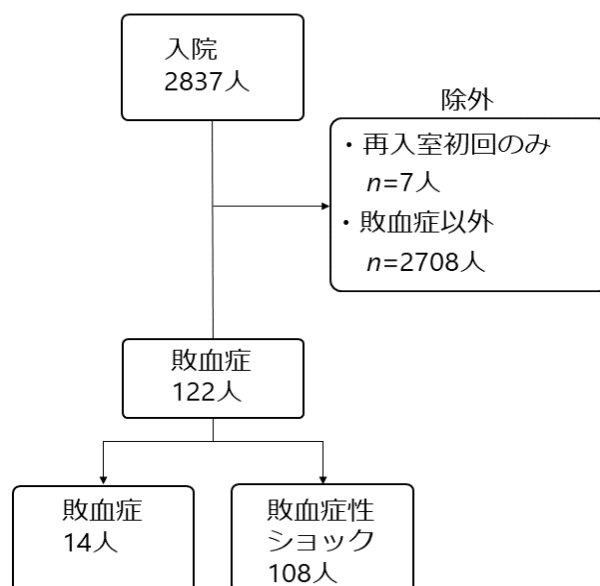 入院
2837人
除外
・再入室初回のみ
n=7人
・敗血症以外
n=2708人
敗血症
122人
敗血症
14人
敗血症性
ショック
108人